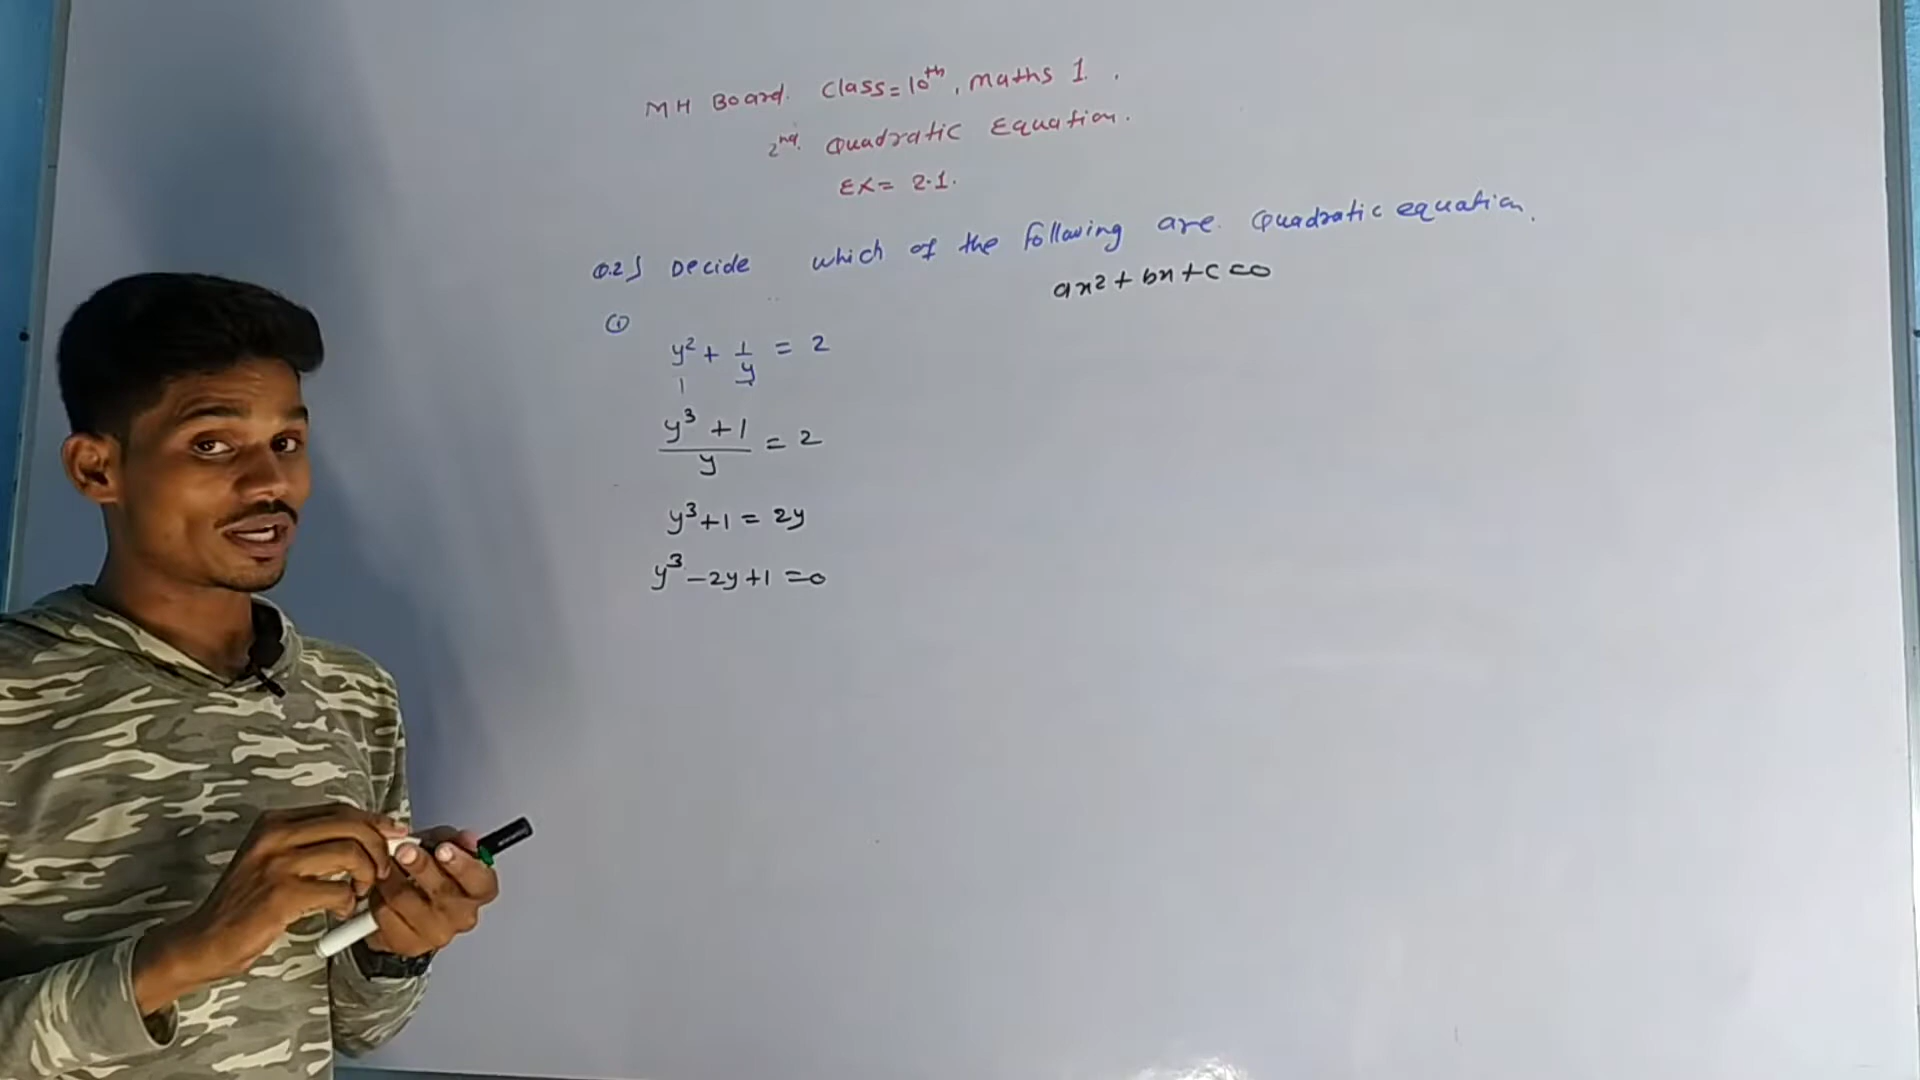 MH Board. Class = 10th, maths 1.
2nd. Quadratic Equation.
EX = 2.1.
Q.2] Decide which of the following are Quadratic equation.
ax² + bx + c = 0
①
y² + 1/y = 2
1
(y³ + 1)/y = 2
y³ + 1 = 2y
y³ - 2y + 1 = 0